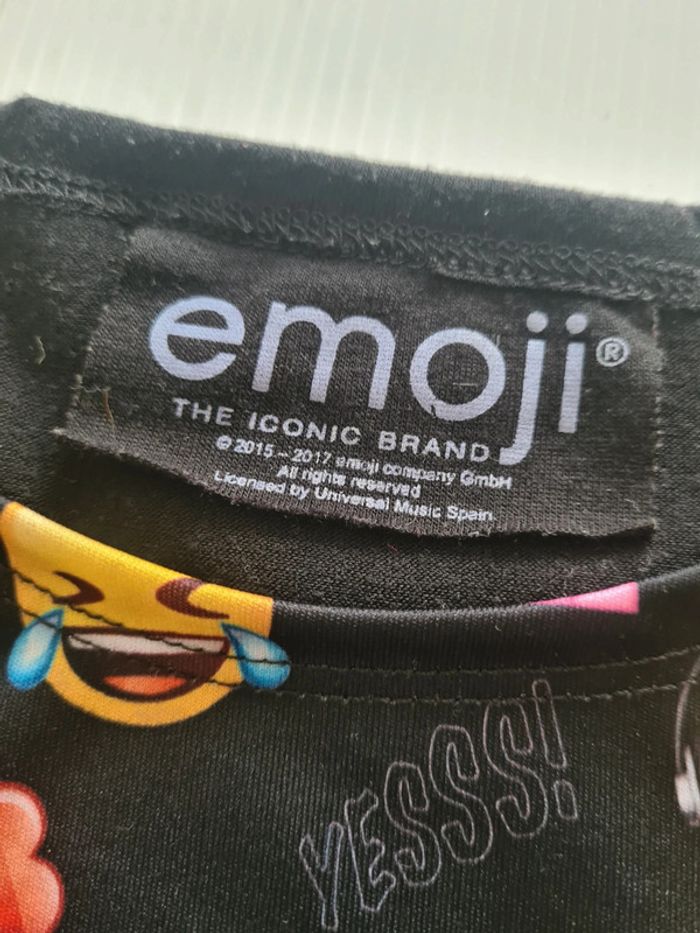 emoji®
THE ICONIC BRAND
© 2015 – 2017 emoji company GmbH
All rights reserved
Licensed by Universal Music Spain.
YESSS!